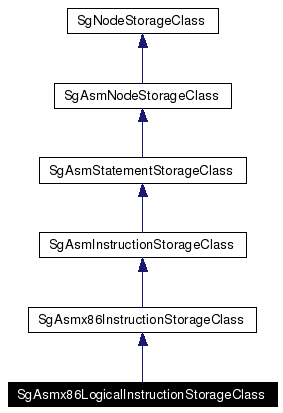 SgNodeStorageClass
SgAsmNodeStorageClass
SgAsmStatementStorageClass
SgAsmInstructionStorageClass
SgAsmx86InstructionStorageClass
SgAsmx86LogicalInstructionStorageClass